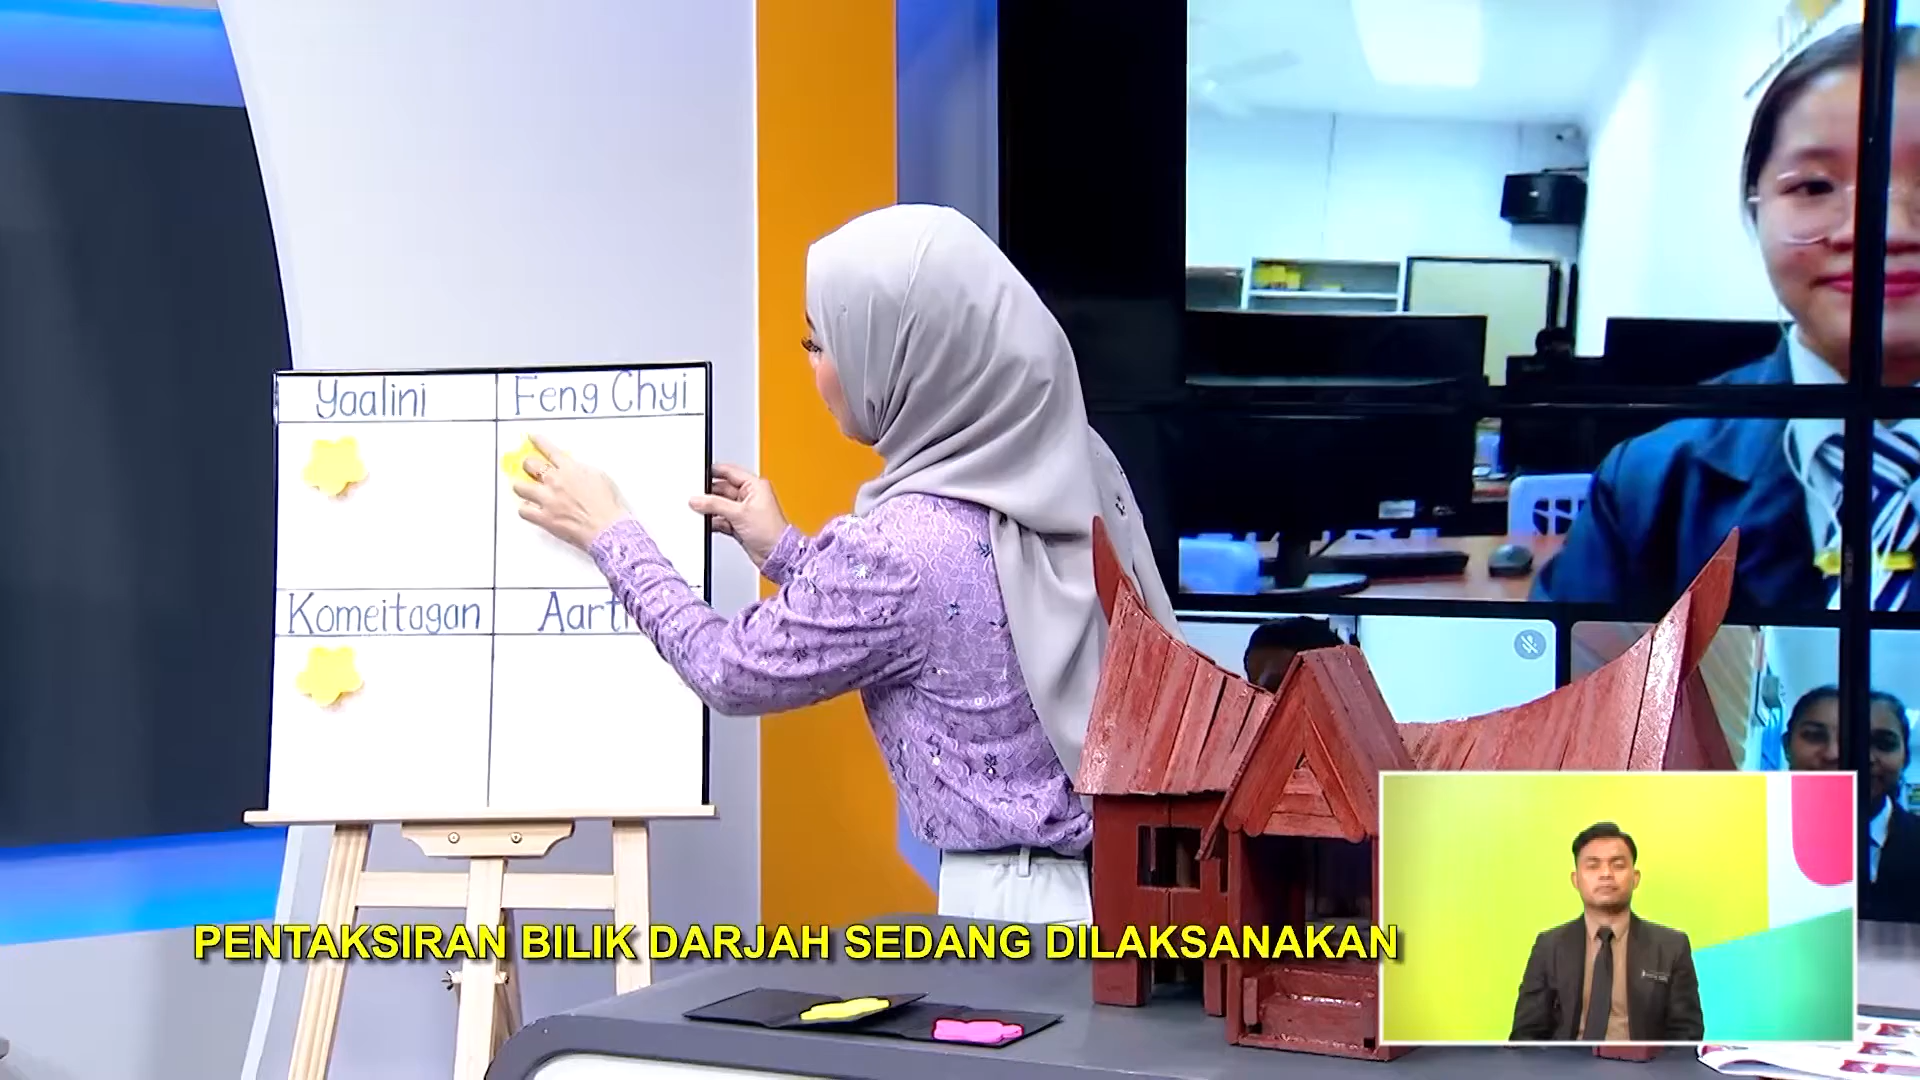 Yaalini
Feng Chyi
Komeitagan
PENTAKSIRAN BILIK DARJAH SEDANG DILAKSANAKAN